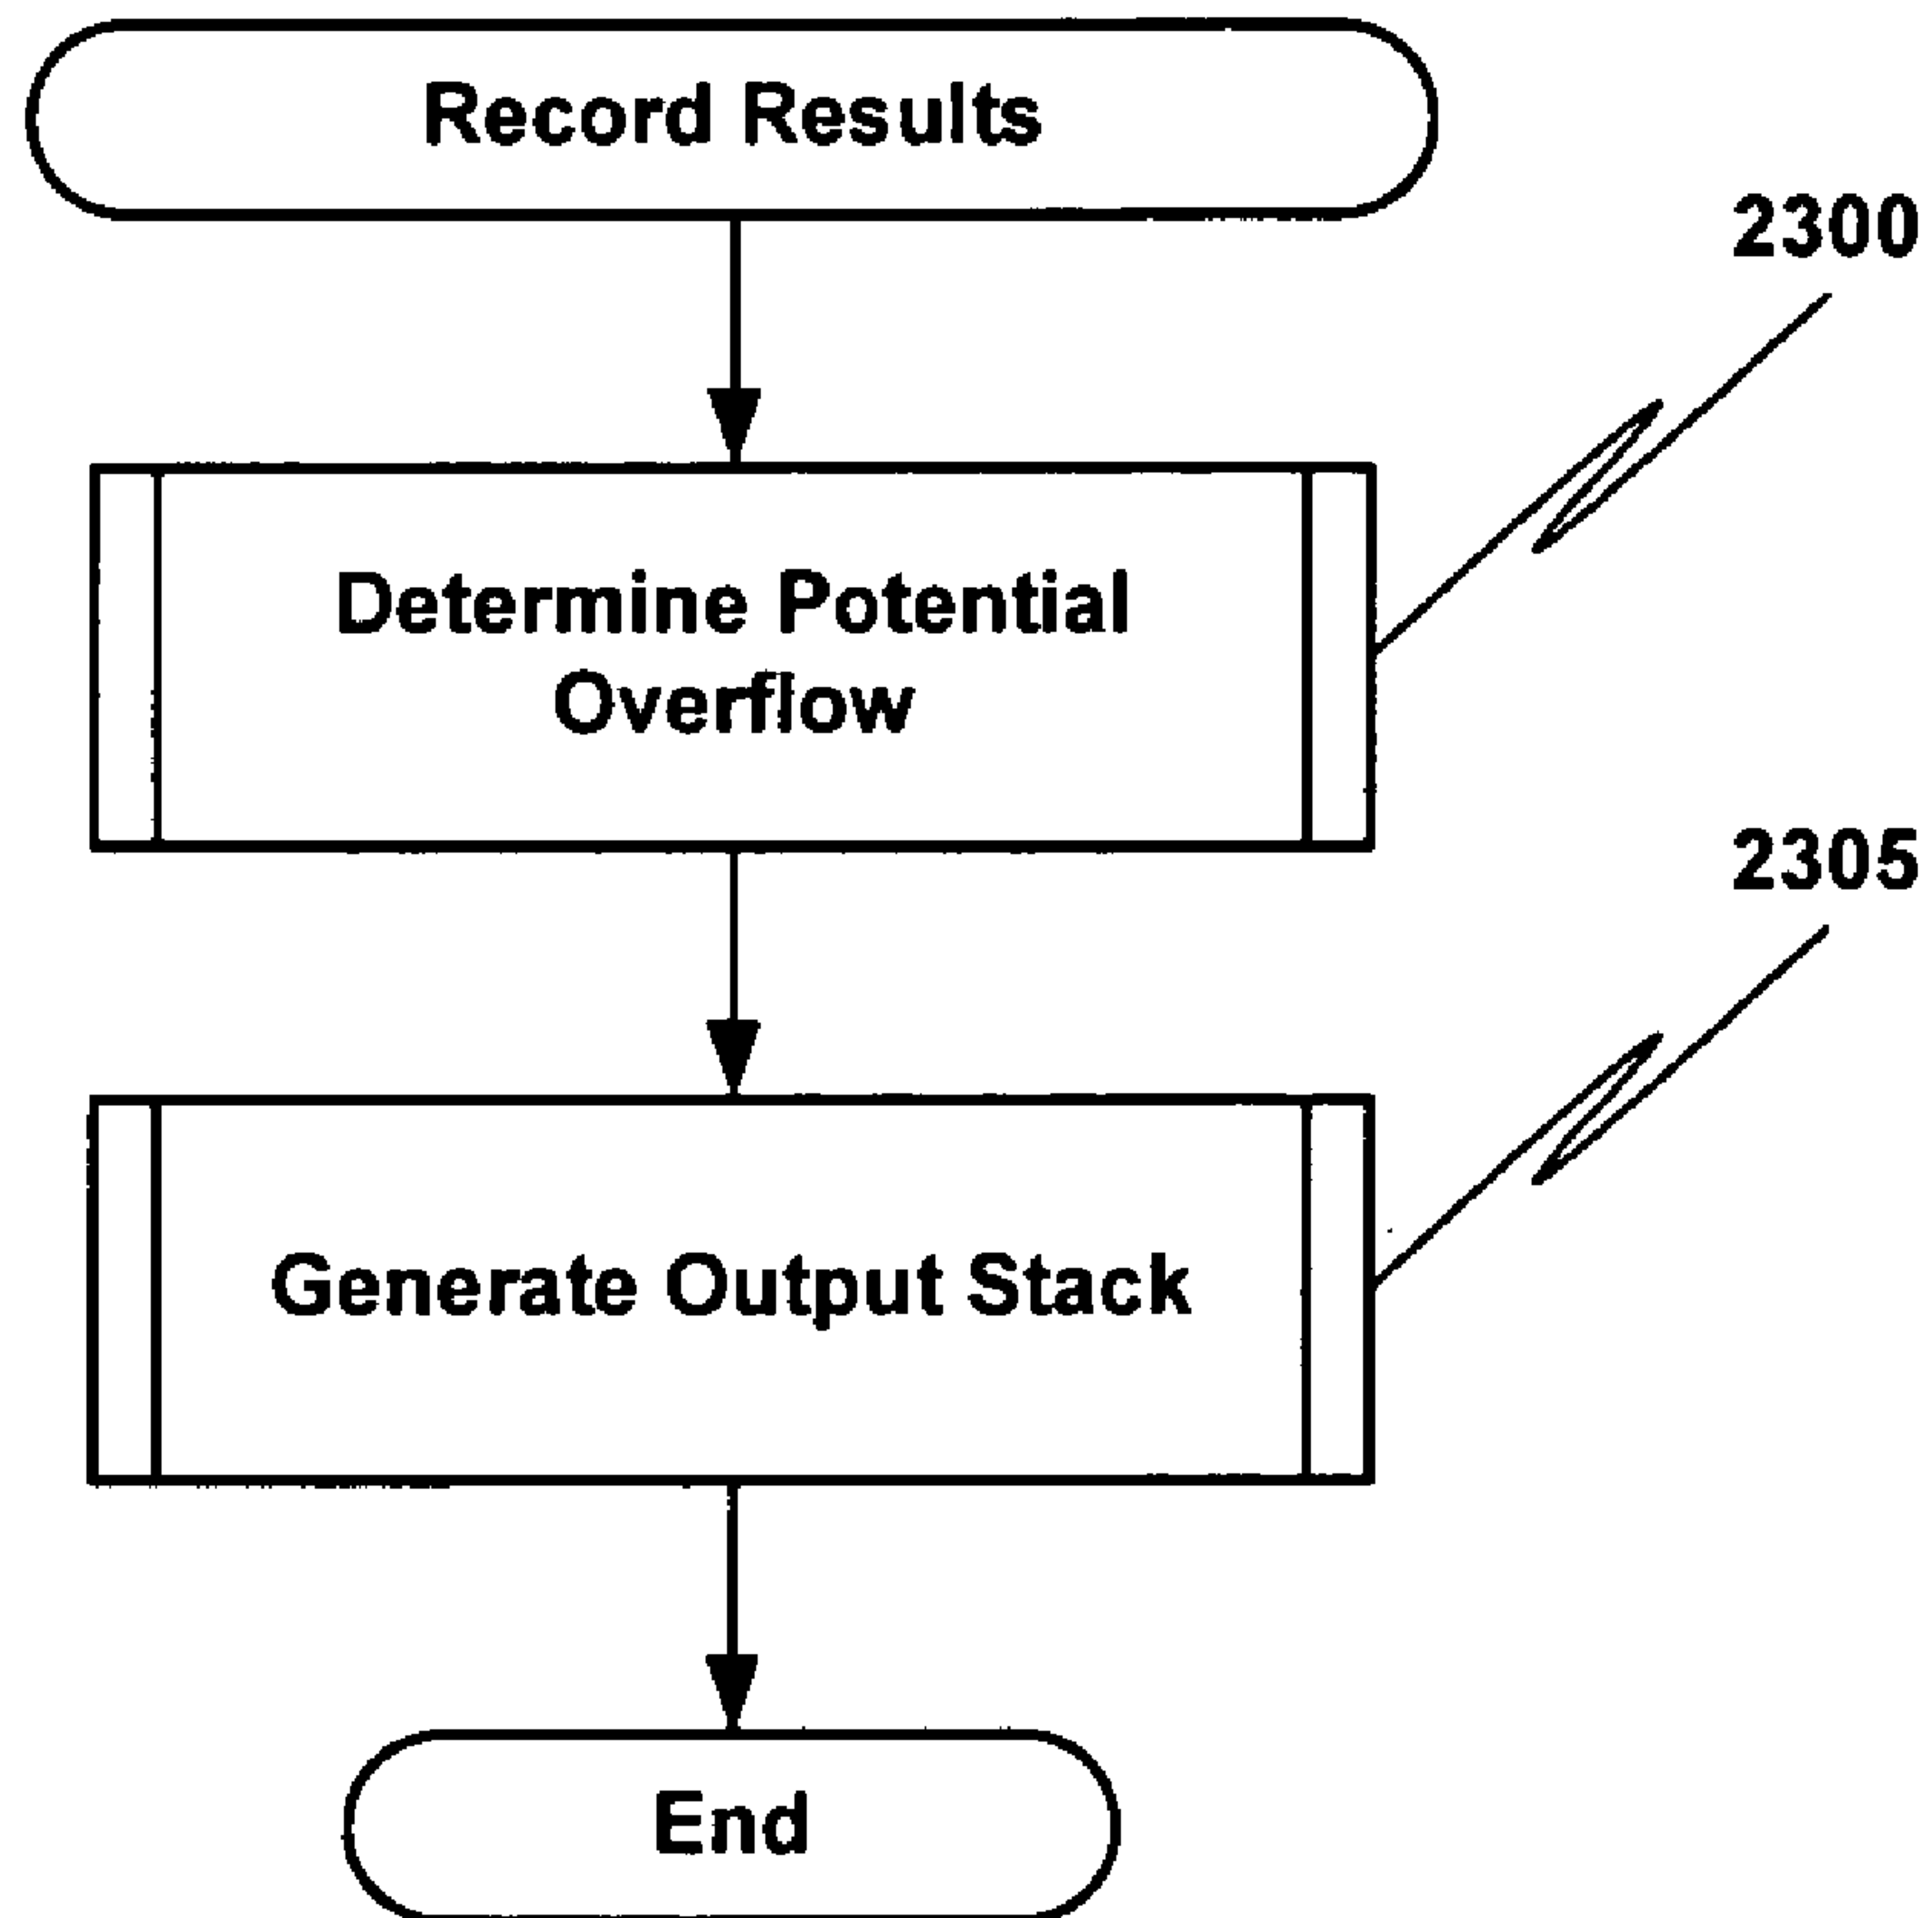 Record Results
2300
Determine Potential
Overflow
2305
Generate Output Stack
End